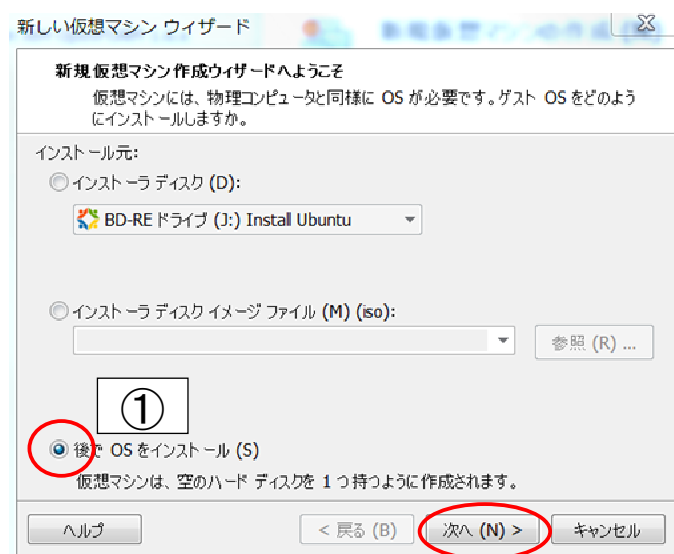 新しい仮想マシン ウィザード
新規仮想マシン作成ウィザードへようこそ
仮想マシンには、物理コンピュータと同様に OS が必要です。ゲスト OS をどのよう
にインストールしますか。
インストール元:
インストーラ ディスク (D):
BD-RE ドライブ (J:) Install Ubuntu
インストーラ ディスク イメージ ファイル (M) (iso):
参照 (R) ...
①
後で OS をインストール (S)
仮想マシンは、空のハード ディスクを 1 つ持つように作成されます。
ヘルプ
< 戻る (B)
次へ (N) >
キャンセル